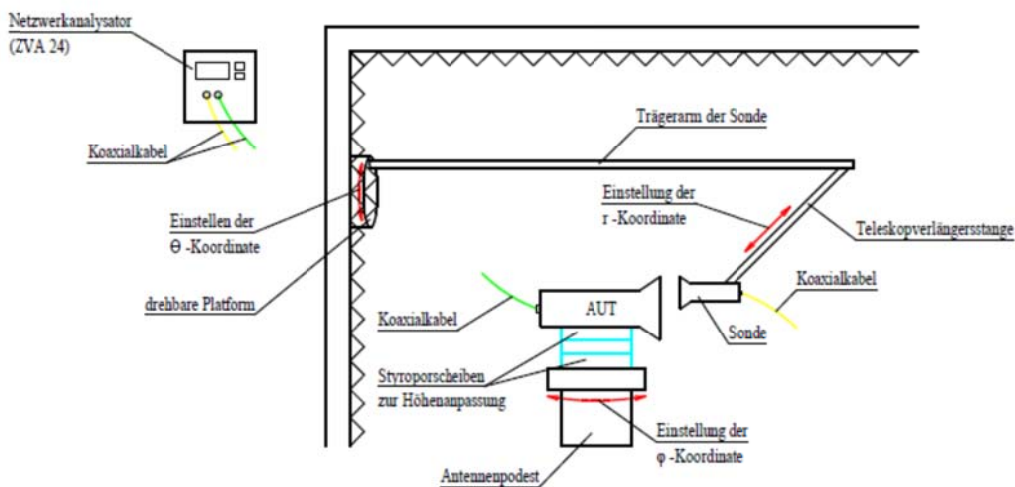 Netzwerkanalysator
(ZVA 24)
Koaxialkabel
Trägerarm der Sonde
Einstellung der
r -Koordinate
Teleskopverlängersstange
Einstellen der
Θ -Koordinate
drehbare Platform
Koaxialkabel
AUT
Koaxialkabel
Sonde
Styroporscheiben
zur Höhenanpassung
Einstellung der
φ -Koordinate
Antennenpodest